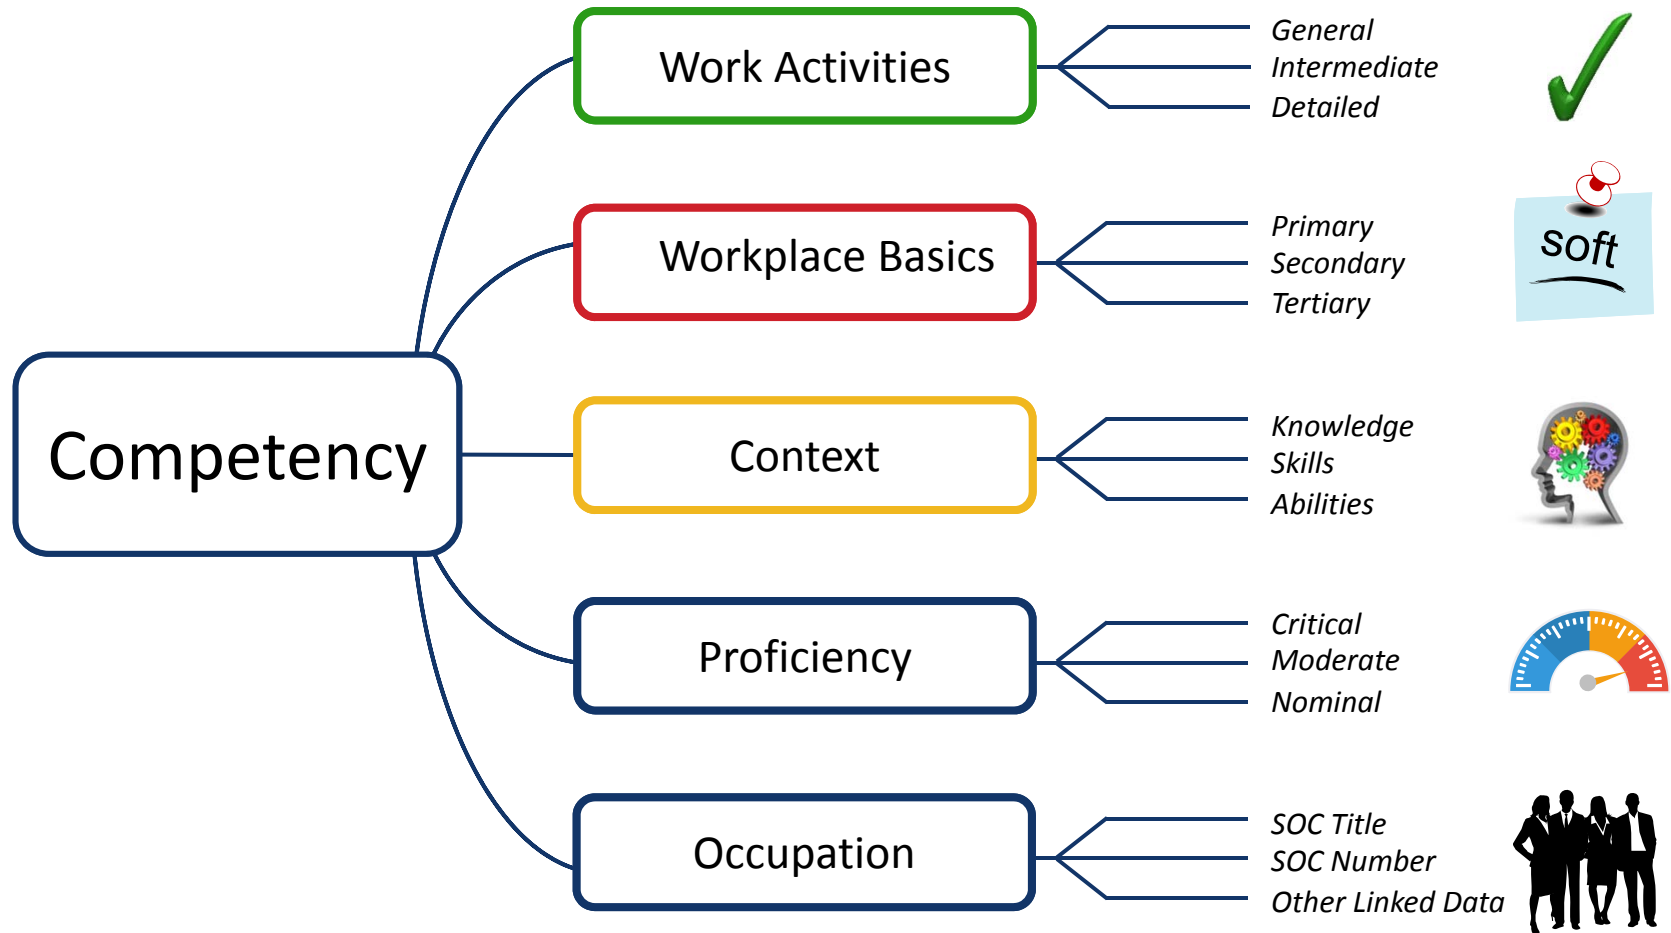 Work Activities
General
Intermediate
Detailed
Workplace Basics
Primary
Secondary
Tertiary
soft
Competency
Context
Knowledge
Skills
Abilities
Proficiency
Critical
Moderate
Nominal
Occupation
SOC Title
SOC Number
Other Linked Data